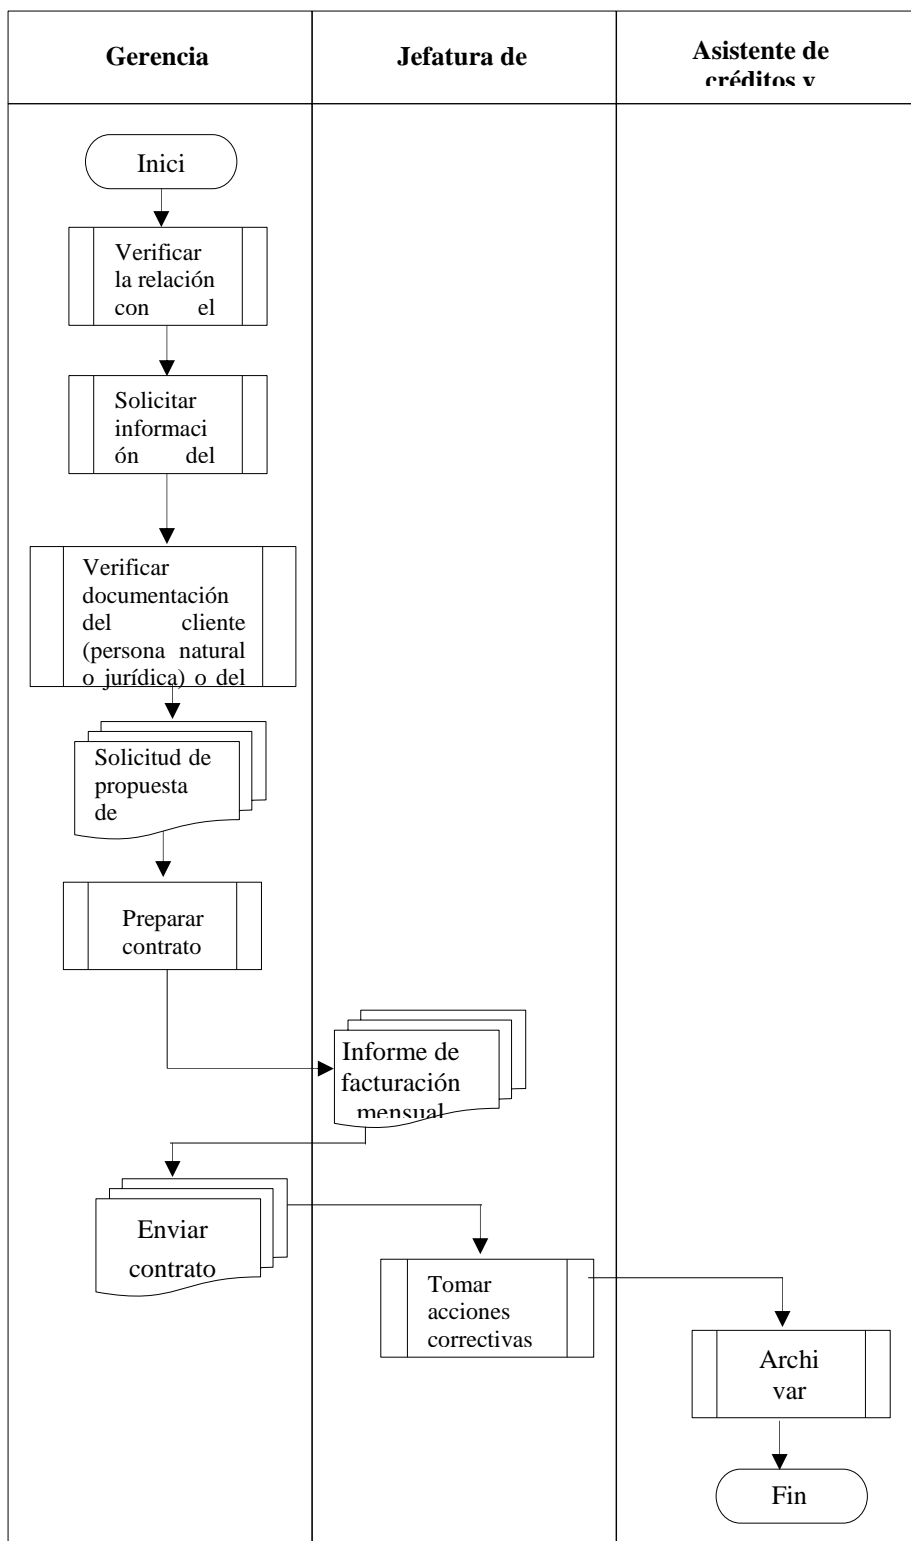 Gerencia
Jefatura de
Asistente de
créditos y
Inici
Verificar
la relación
con el
Solicitar
informaci
ón del
Verificar
documentación
del cliente
(persona natural
o jurídica) o del
Solicitud de
propuesta
de
Preparar
contrato
Informe de
facturación
mensual
Enviar
contrato
Tomar
acciones
correctivas
Archi
var
Fin